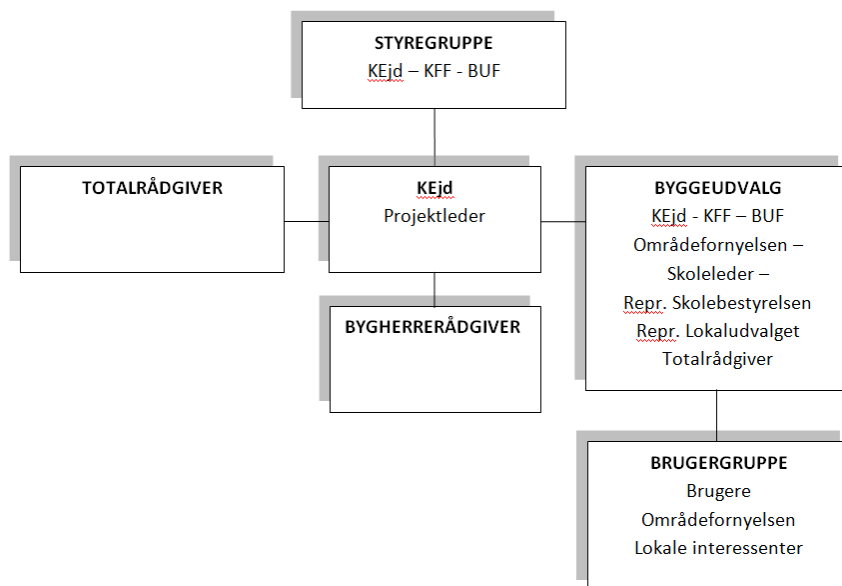 STYREGRUPPE
KEjd – KFF - BUF
TOTALRÅDGIVER
KEjd
Projektleder
BYGGEUDVALG
KEjd - KFF – BUF
Områdefornyelsen –
Skoleleder –
Repr. Skolebestyrelsen
Repr. Lokaludvalget
Totalrådgiver
BYGHERRERÅDGIVER
BRUGERGRUPPE
Brugere
Områdefornyelsen
Lokale interessenter